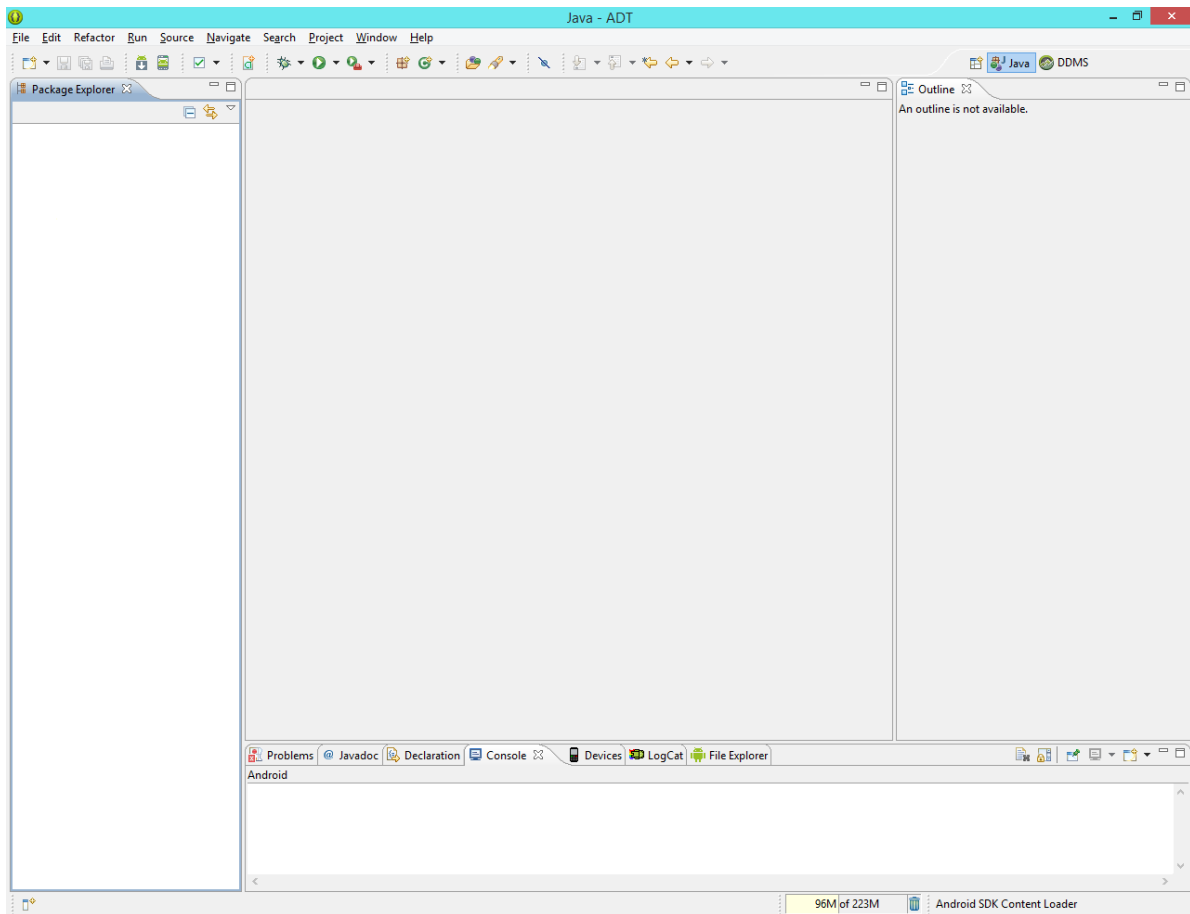 Java - ADT
File Edit Refactor Run Source Navigate Search Project Window Help
Java DDMS
Package Explorer
Outline
An outline is not available.
Problems @ Javadoc Declaration Console Devices LogCat File Explorer
Android
96M of 223M Android SDK Content Loader